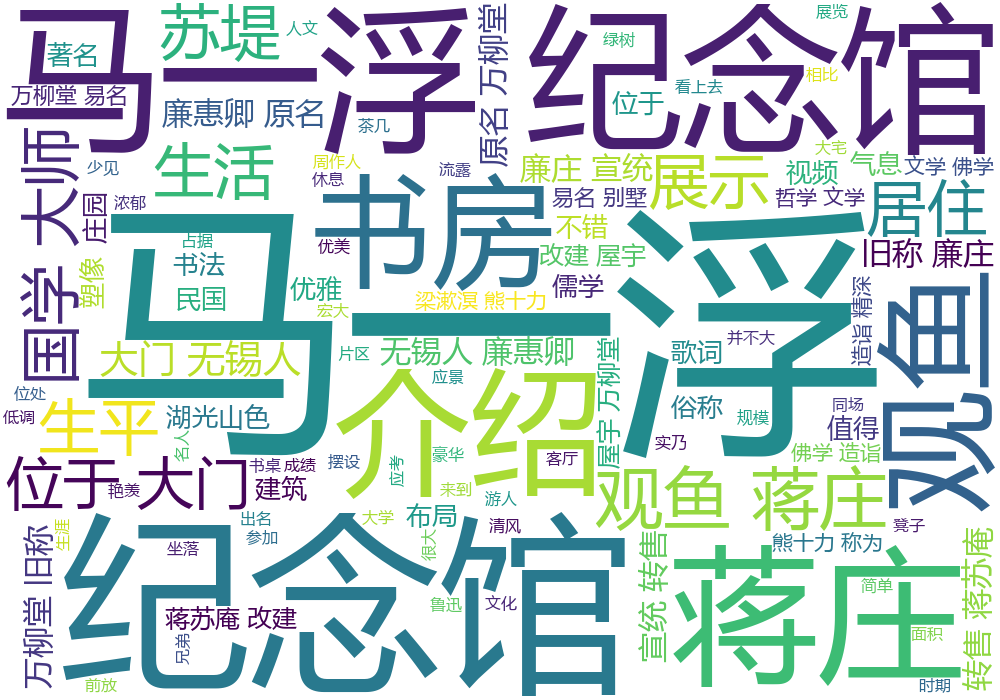 马一浮 纪念馆
苏堤
人文
展览
著名
万柳堂 易名
廉惠卿 原名
茶几
原名 万柳堂
绿树
看上去
相比
位于
大师
少见
生活
周作人
休息
流露
廉庄 宣统
展示
大宅
视频
气息
文学 佛学
易名 别墅
哲学 文学
庄园
浓郁
书房
不错
居住
占据
优美
书法
改建 屋宇
旧称 廉庄
塑像
民国
优雅
宏大
梁漱溟 熊十力
儒学
马一浮
国学
造诣 精深
观鱼
大门 无锡人
片区
无锡人 廉惠卿
屋宇 万柳堂
歌词
并不大
位处
低调
生平
湖光山色
应景
介绍
俗称
规模
同场
值得
名人
实乃
位于 大门
艳羡
书桌 成绩
建筑
摆设
应考
豪华
客厅
佛学 造诣
来到
游人
观鱼 蒋庄
万柳堂 旧称
生涯
出名
参加
大学
布局
清风
凳子
纪念馆
坐落
很大
宣统 转售
熊十力 称为
转售 蒋苏庵
蒋庄
简单
蒋苏庵 改建
鲁迅
文化
兄弟
面积
前放
时期